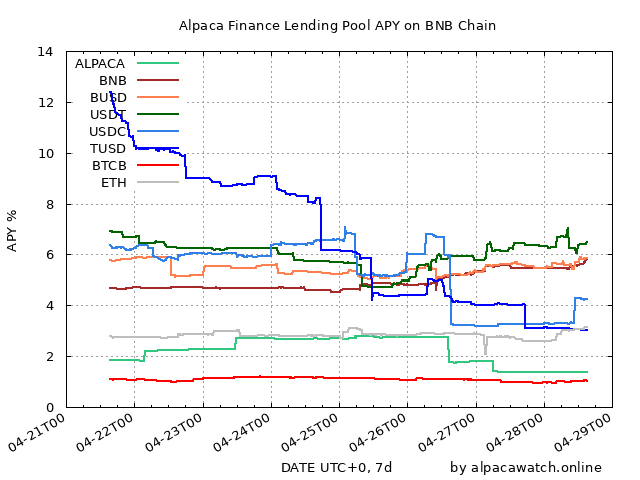 Alpaca Finance Lending Pool APY on BNB Chain
14
12
10
8
6
4
2
0
APY %
ALPACA
BNB
BUSD
USDT
USDC
TUSD
BTCB
ETH
04-21T00
04-22T00
04-23T00
04-24T00
04-25T00
04-26T00
04-27T00
04-28T00
04-29T00
DATE UTC+0, 7d
by alpacawatch.online